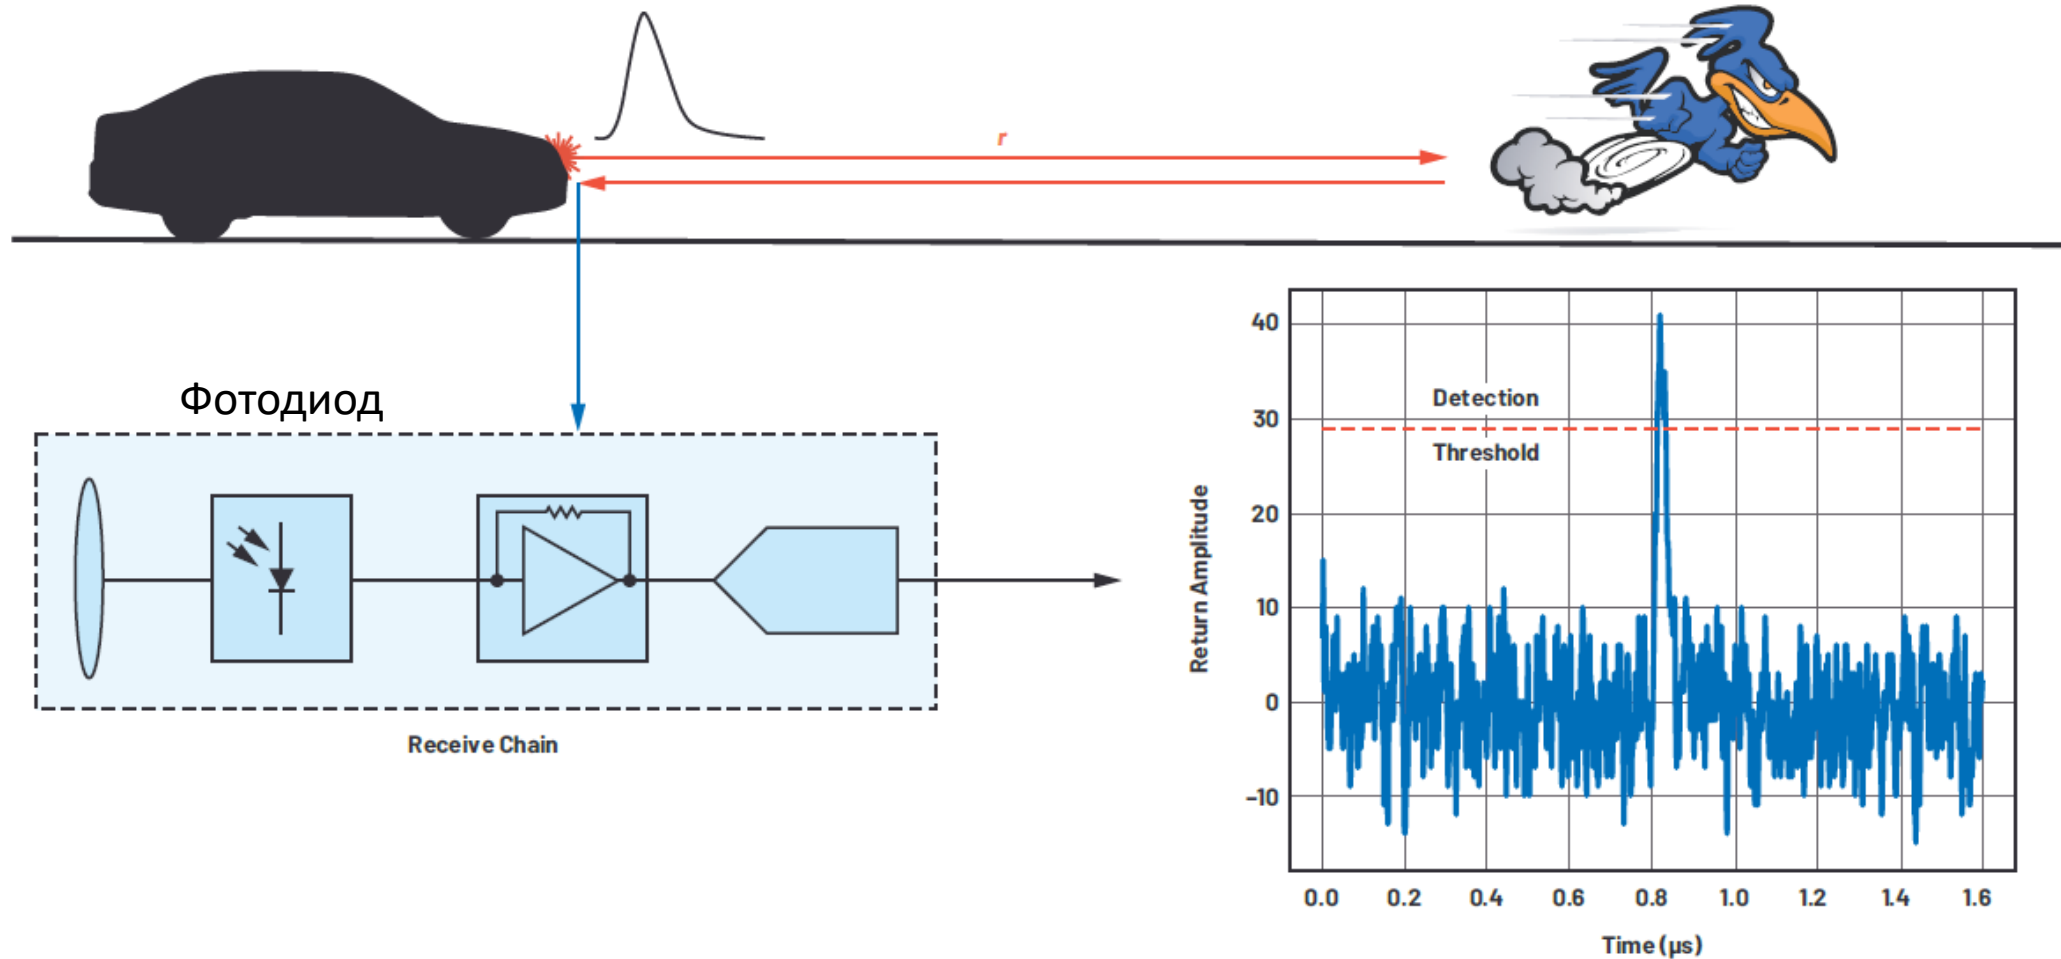 r
Фотодиод
Receive Chain
Return Amplitude
40
30
20
10
0
-10
Detection
Threshold
0.0 0.2 0.4 0.6 0.8 1.0 1.2 1.4 1.6
Time (µs)